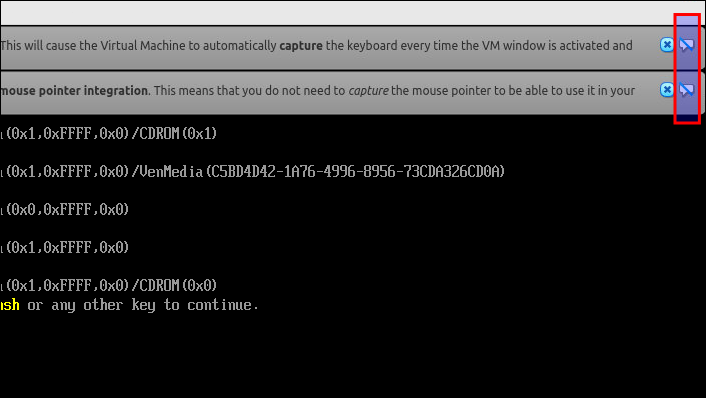 This will cause the Virtual Machine to automatically capture the keyboard every time the VM window is activated and
mouse pointer integration. This means that you do not need to capture the mouse pointer to be able to use it in your
(0x1,0xFFFF,0x0)/CDROM(0x1)
(0x1,0xFFFF,0x0)/VenMedia(C5BD4D42-1A76-4996-8956-73CDA326CD0A)
(0x0,0xFFFF,0x0)
(0x1,0xFFFF,0x0)
(0x1,0xFFFF,0x0)/CDROM(0x0)
or any other key to continue.